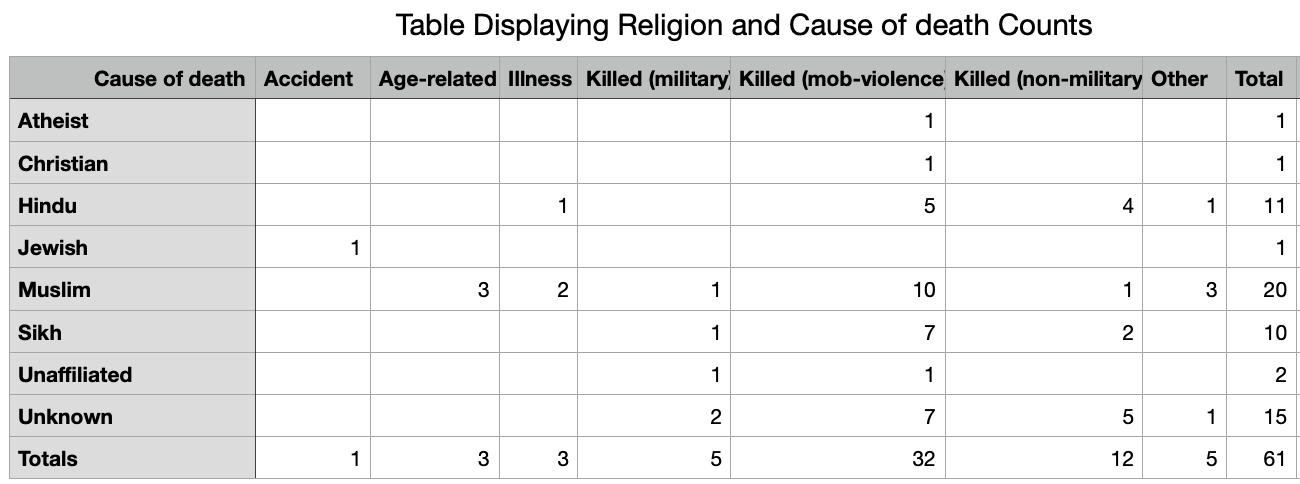 Table Displaying Religion and Cause of death Counts
Cause of death Accident Age-related Illness Killed (military) Killed (mob-violence) Killed (non-military Other Total
Atheist 1 1
Christian 1 1
Hindu 1 5 4 1 11
Jewish 1 1
Muslim 3 2 1 10 1 3 20
Sikh 1 7 2 10
Unaffiliated 1 1 2
Unknown 2 7 5 1 15
Totals 1 3 3 5 32 12 5 61